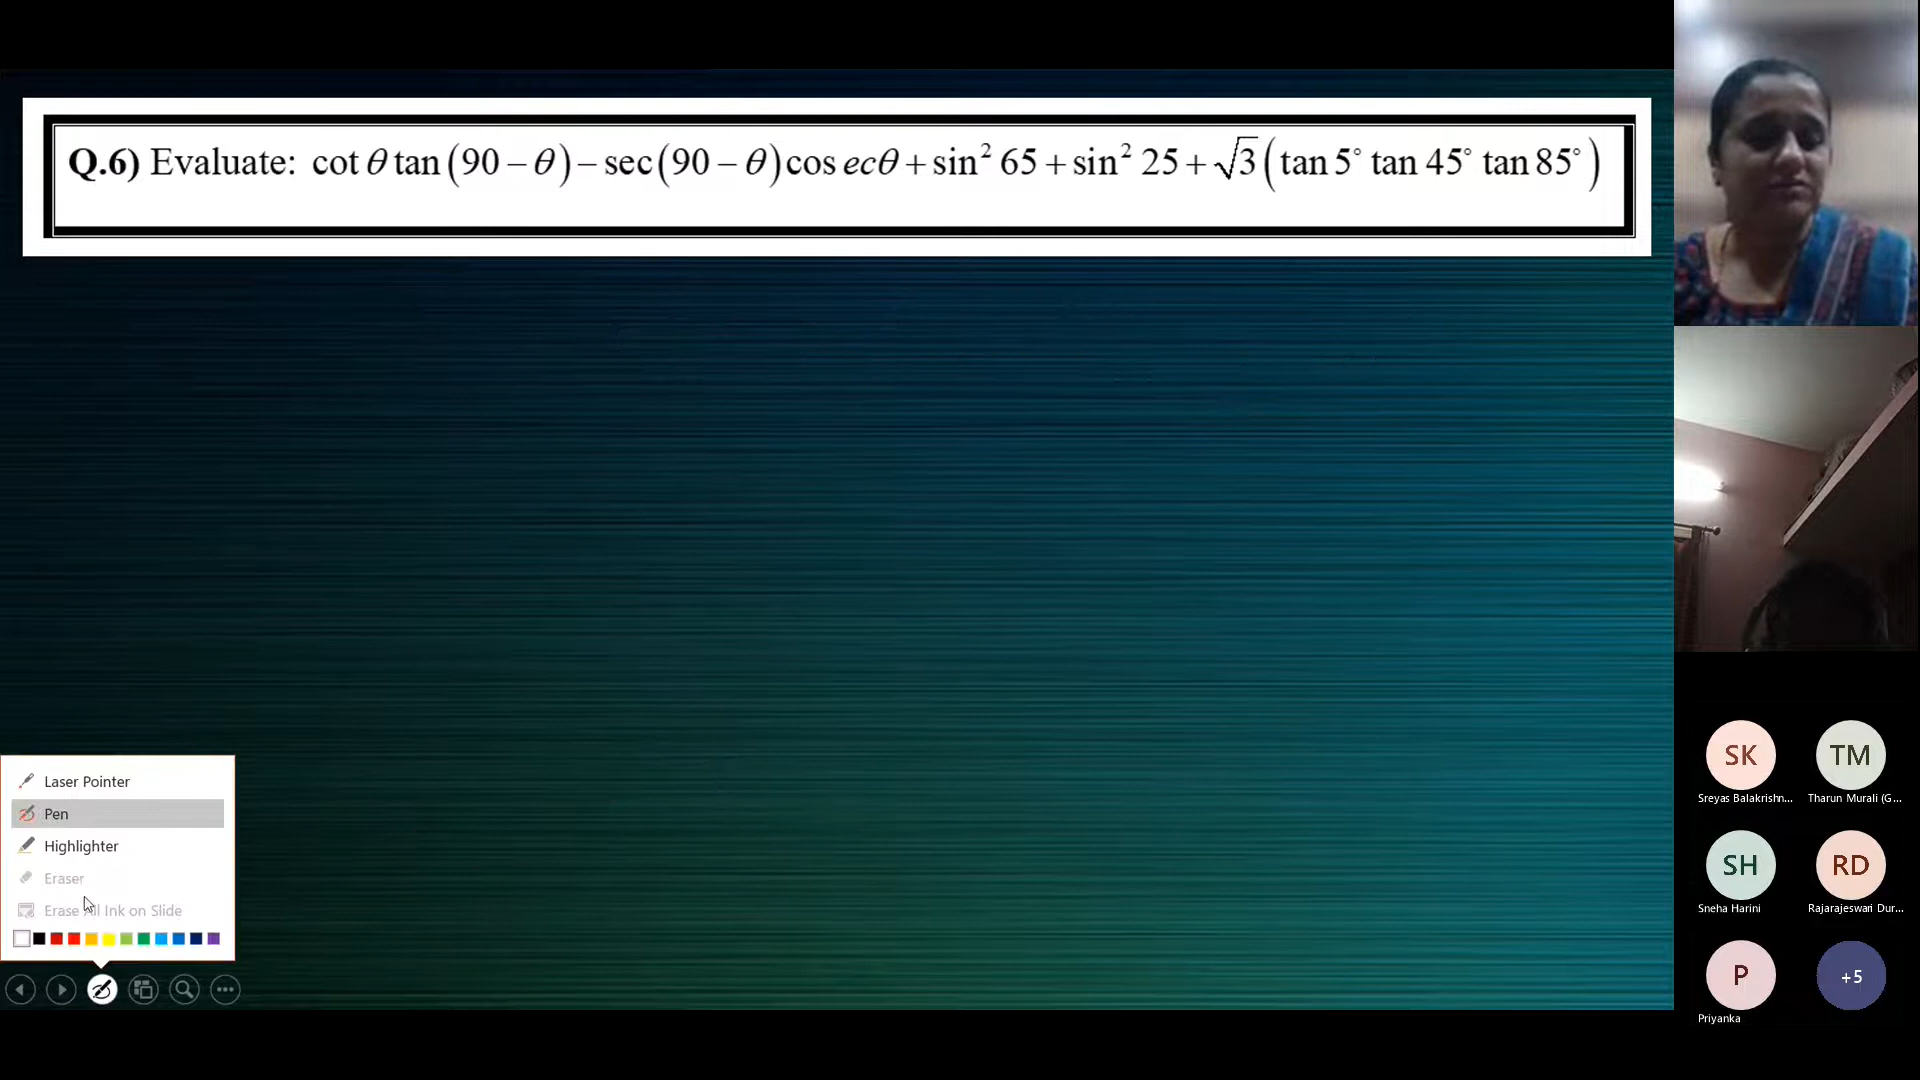 Q.6) Evaluate: cot θ tan (90 − θ) − sec (90 − θ) cos ecθ + sin² 65 + sin² 25 + √3 (tan 5° tan 45° tan 85°)
Laser Pointer
Pen
Highlighter
Eraser
Erase All Ink on Slide
SK
TM
Sreyas Balakrishn...
Tharun Murali (G...
SH
RD
Sneha Harini
Rajarajeswari Dur...
P
+5
Priyanka